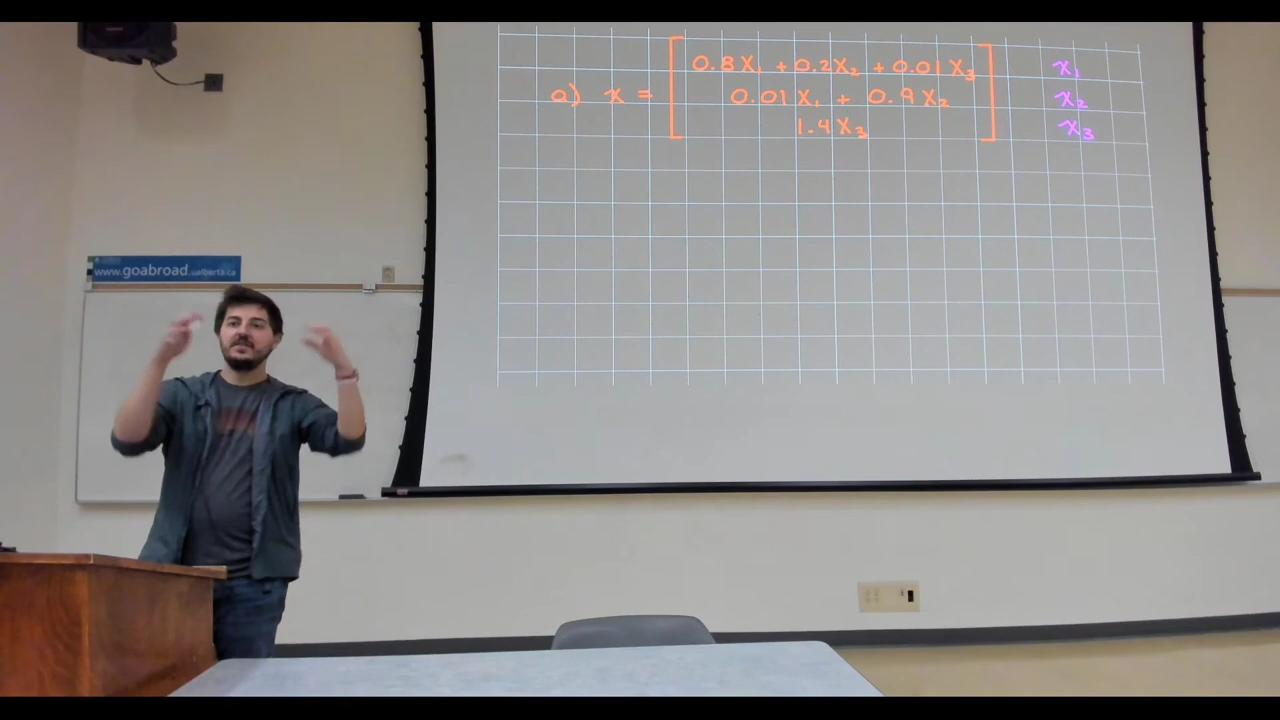 0.8x₁ + 0.2x₂ + 0.01x₃ x₁
a) x = 0.01x₁ + 0.9x₂ x₂
1.4x₃ x₃
www.goabroad.ualberta.ca